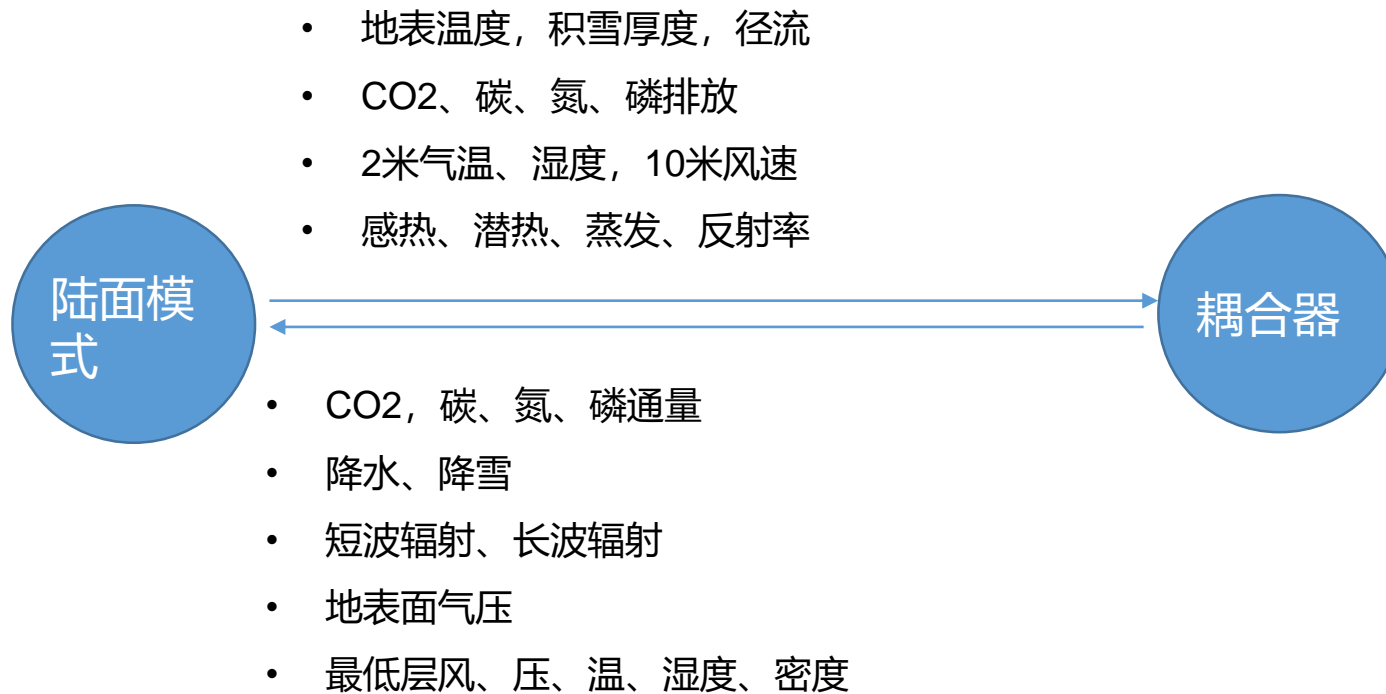 • 地表温度，积雪厚度，径流
• CO2、碳、氮、磷排放
• 2米气温、湿度，10米风速
• 感热、潜热、蒸发、反射率
陆面模
式
耦合器
• CO2，碳、氮、磷通量
• 降水、降雪
• 短波辐射、长波辐射
• 地表面气压
• 最低层风、压、温、湿度、密度